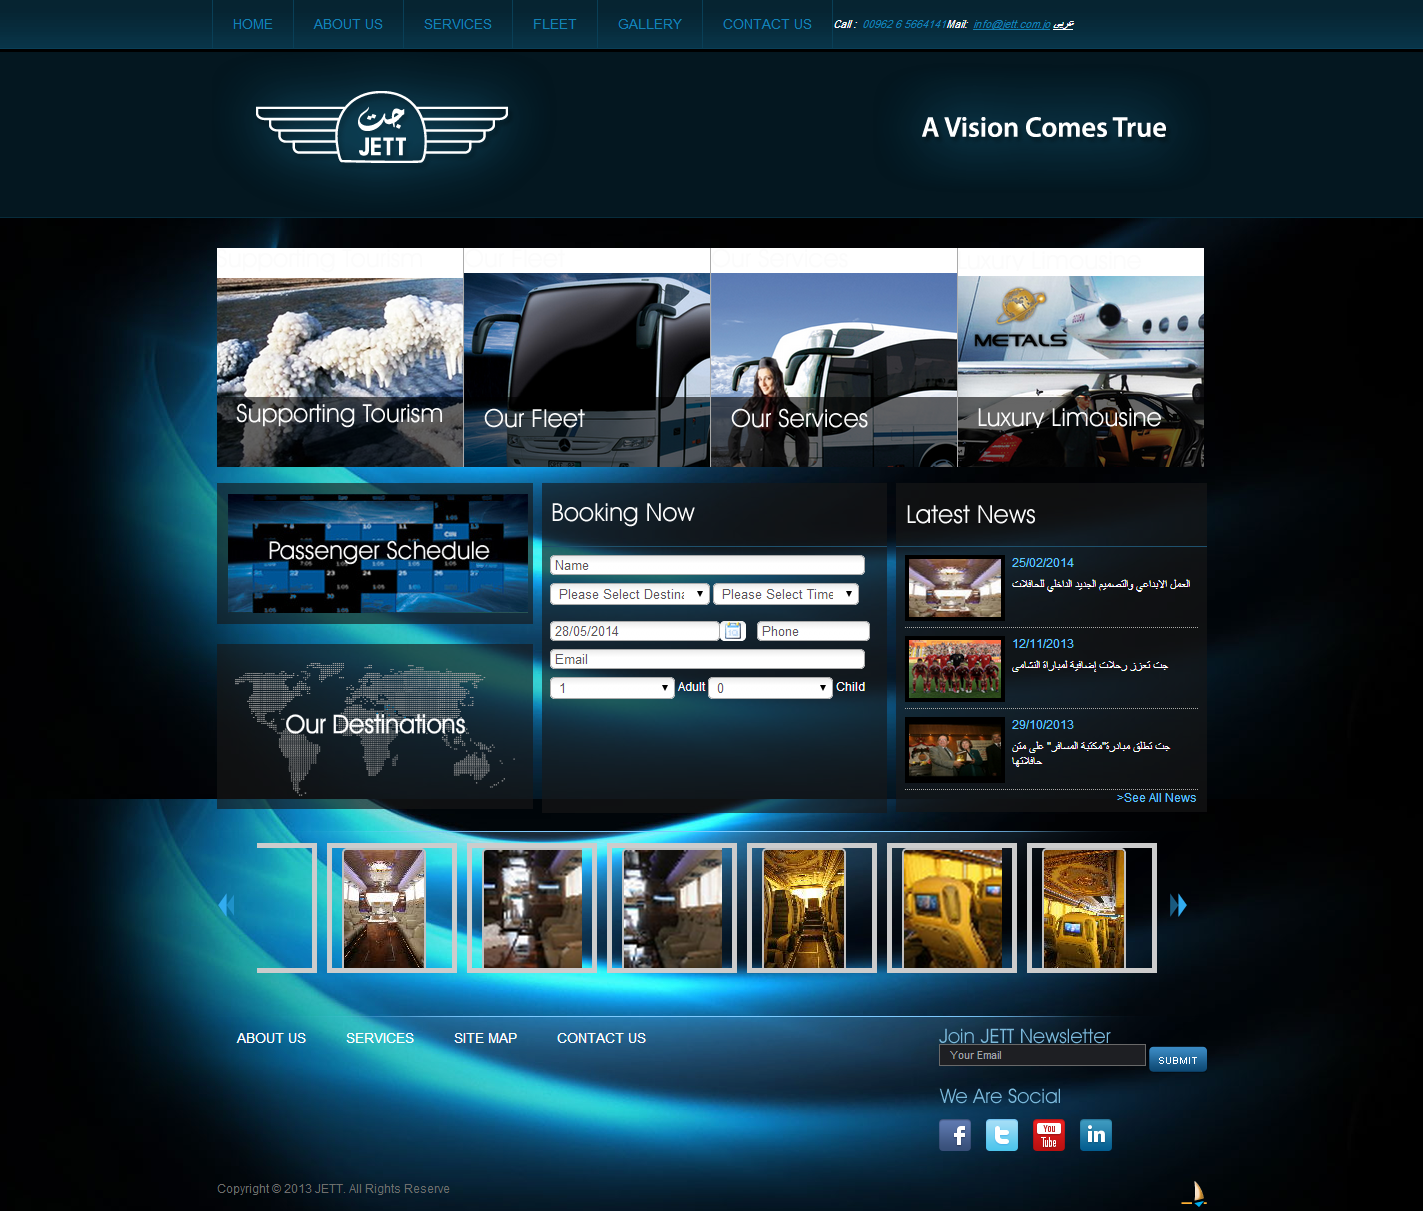 HOME ABOUT US SERVICES FLEET GALLERY CONTACT US Call : 00962 6 5664141 Mail: info@jett.com.jo عربي
جت
JETT
A Vision Comes True
Supporting Tourism Our Fleet Our Services Luxury Limousine
METALS
Supporting Tourism
Our Fleet
Our Services
Luxury Limousine
Passenger Schedule
Our Destinations
Booking Now
Name
Please Select Destina Please Select Time
28/05/2014 Phone
Email
1 Adult 0 Child
Latest News
25/02/2014
العمل الابداعي والتصميم الجديد الداخلي للحافلات
12/11/2013
جت تعزز رحلات إضافية لمباراة النشامى
29/10/2013
جت تطلق مبادرة"مكتبة المسافر" على متن
حافلاتها
>See All News
ABOUT US SERVICES SITE MAP CONTACT US
Join JETT Newsletter
Your Email SUBMIT
We Are Social
f t You Tube in
Copyright © 2013 JETT. All Rights Reserve